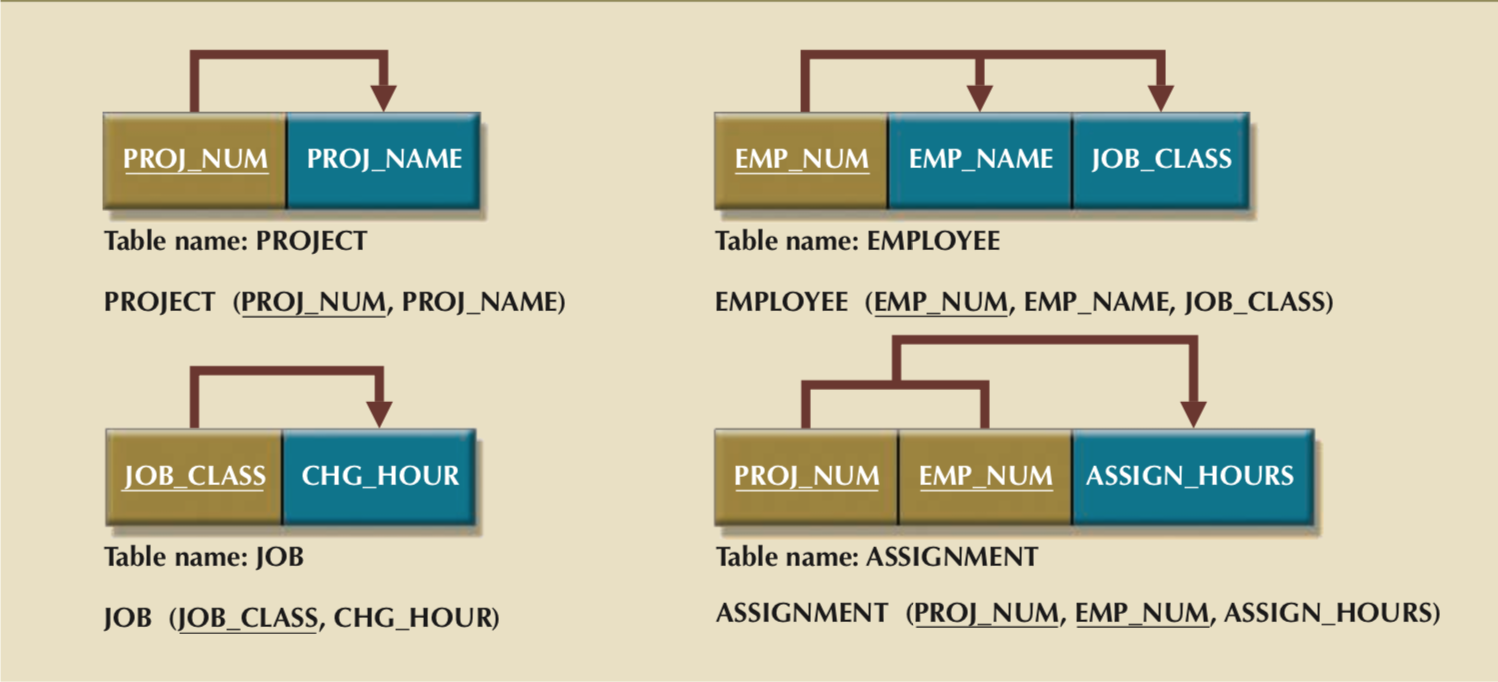 PROJ_NUM PROJ_NAME
Table name: PROJECT
PROJECT (PROJ_NUM, PROJ_NAME)
EMP_NUM EMP_NAME JOB_CLASS
Table name: EMPLOYEE
EMPLOYEE (EMP_NUM, EMP_NAME, JOB_CLASS)
JOB_CLASS CHG_HOUR
Table name: JOB
JOB (JOB_CLASS, CHG_HOUR)
PROJ_NUM EMP_NUM ASSIGN_HOURS
Table name: ASSIGNMENT
ASSIGNMENT (PROJ_NUM, EMP_NUM, ASSIGN_HOURS)